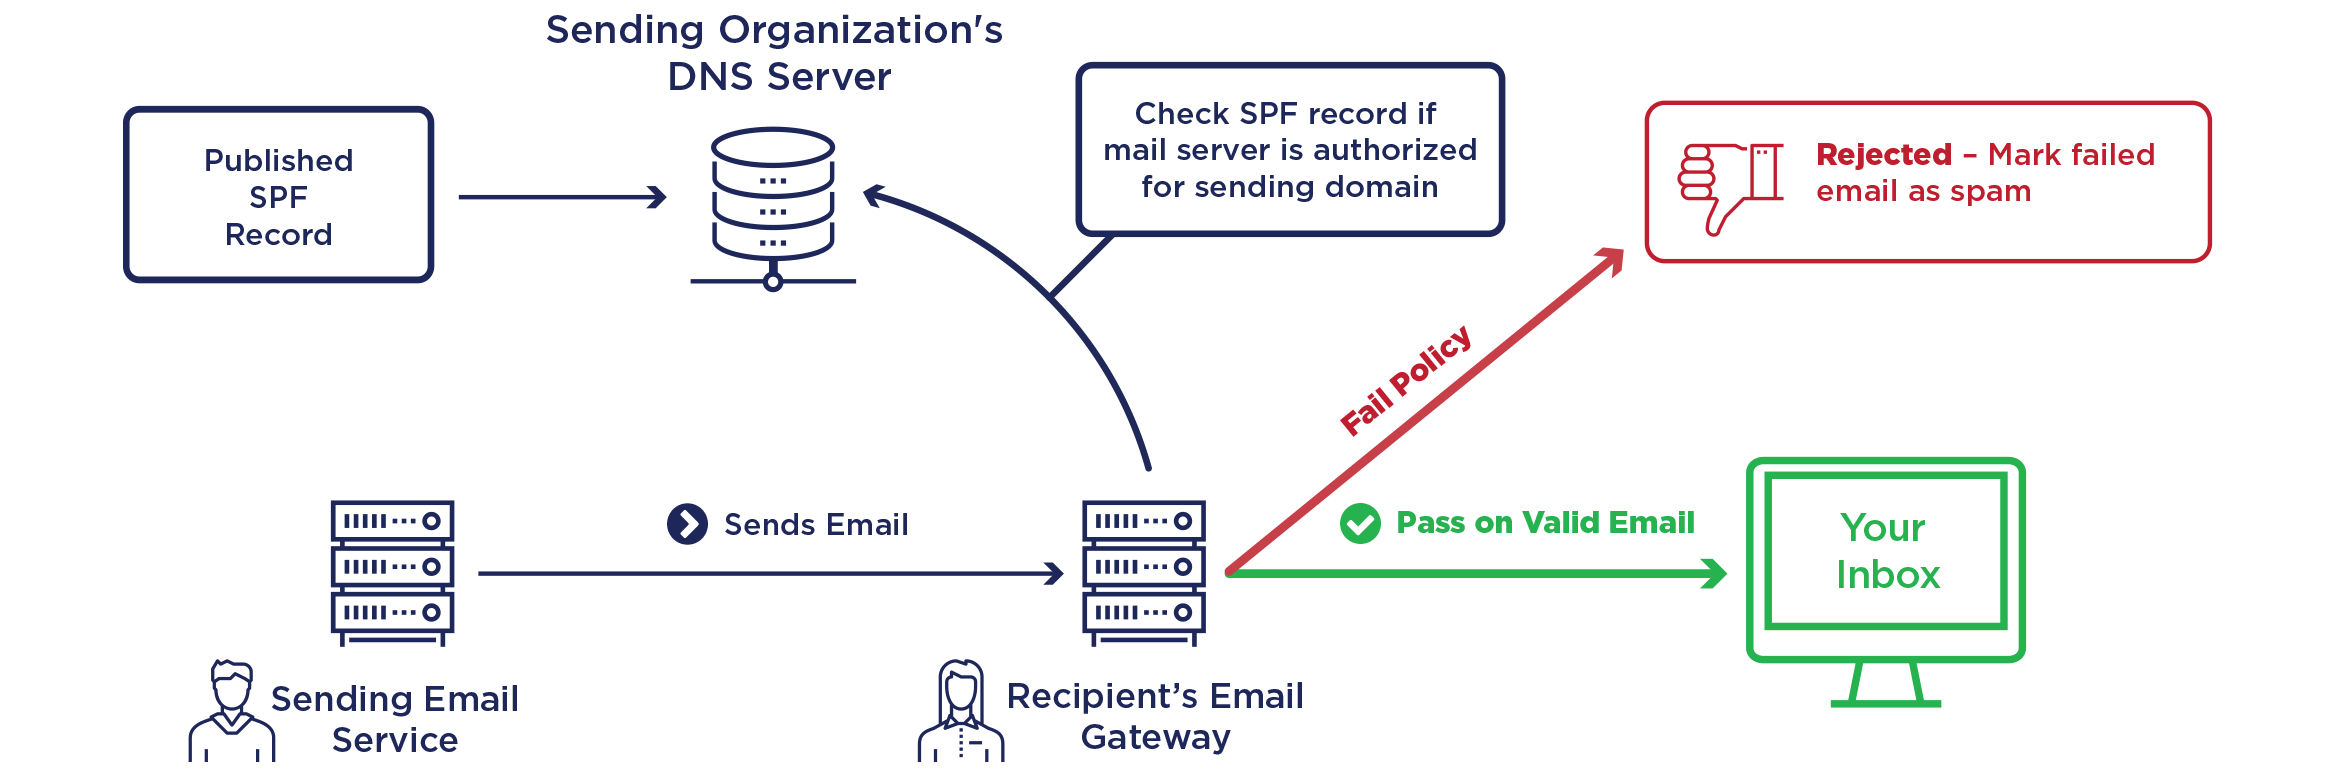 Sending Organization's
DNS Server
Published
SPF
Record
Check SPF record if
mail server is authorized
for sending domain
Rejected – Mark failed
email as spam
Fail Policy
Sends Email
Pass on Valid Email
Your
Inbox
Sending Email
Service
Recipient’s Email
Gateway